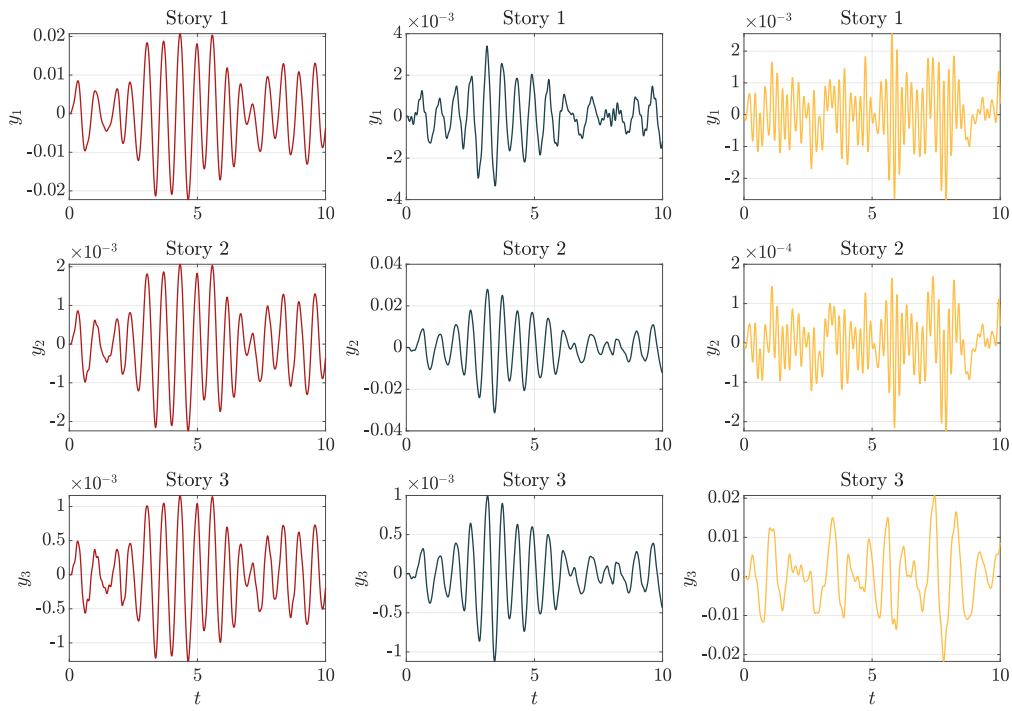 Story 1
0.02
0.01
0
-0.01
-0.02
y₁
0 5 10
×10⁻³ Story 1
4
2
0
-2
-4
y₁
0 5 10
×10⁻³ Story 1
2
1
0
-1
-2
y₁
0 5 10
×10⁻³ Story 2
2
1
0
-1
-2
y₂
0 5 10
Story 2
0.04
0.02
0
-0.02
-0.04
y₂
0 5 10
×10⁻⁴ Story 2
2
1
0
-1
-2
y₂
0 5 10
×10⁻³ Story 3
1
0.5
0
-0.5
-1
y₃
0 5 10
t
×10⁻³ Story 3
1
0.5
0
-0.5
-1
y₃
0 5 10
t
Story 3
0.02
0.01
0
-0.01
-0.02
y₃
0 5 10
t